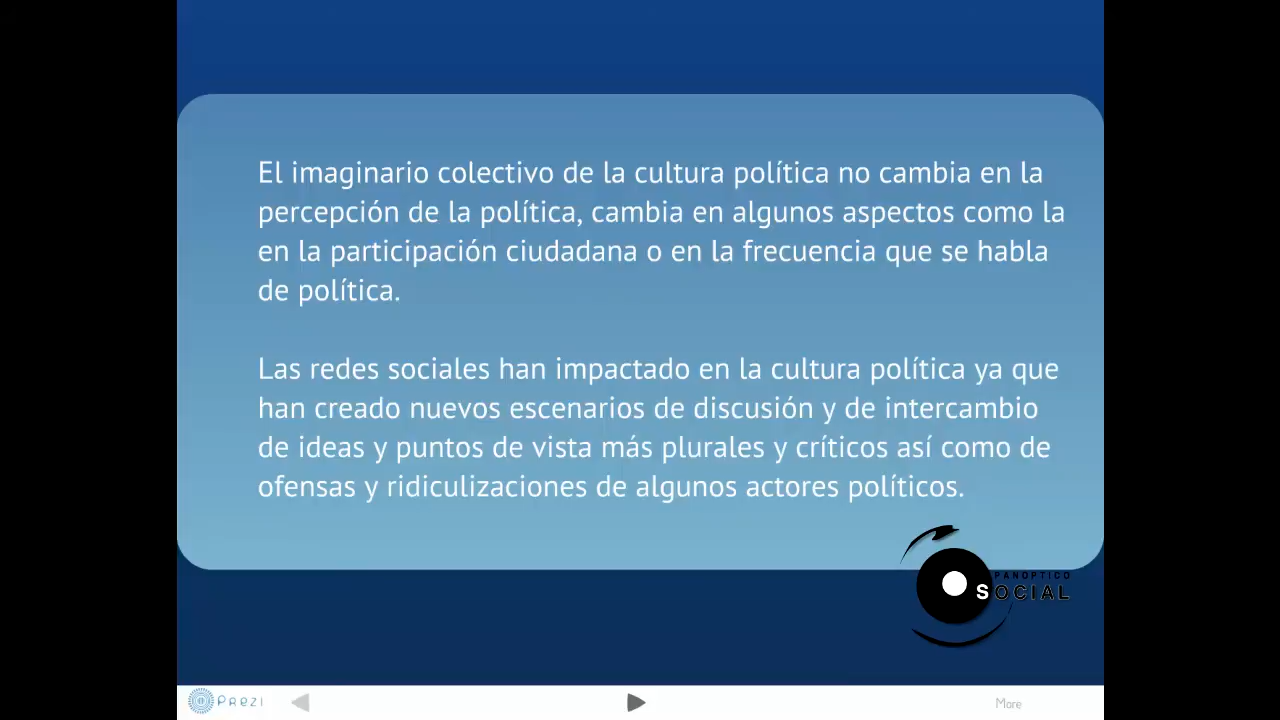 El imaginario colectivo de la cultura política no cambia en la
percepción de la política, cambia en algunos aspectos como la
en la participación ciudadana o en la frecuencia que se habla
de política.
Las redes sociales han impactado en la cultura política ya que
han creado nuevos escenarios de discusión y de intercambio
de ideas y puntos de vista más plurales y críticos así como de
ofensas y ridiculizaciones de algunos actores políticos.
PANOPTICO
SOCIAL
PREZI
More